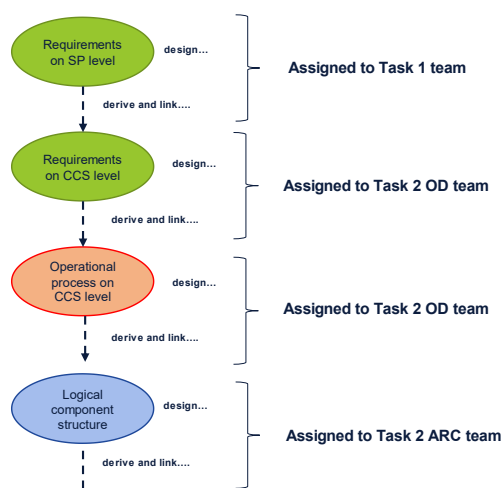 Requirements
on SP level
design…
Assigned to Task 1 team
derive and link….
Requirements
on CCS level
design…
Assigned to Task 2 OD team
derive and link….
Operational
process on
CCS level
design…
Assigned to Task 2 OD team
derive and link….
Logical
component
structure
design…
Assigned to Task 2 ARC team
derive and link….